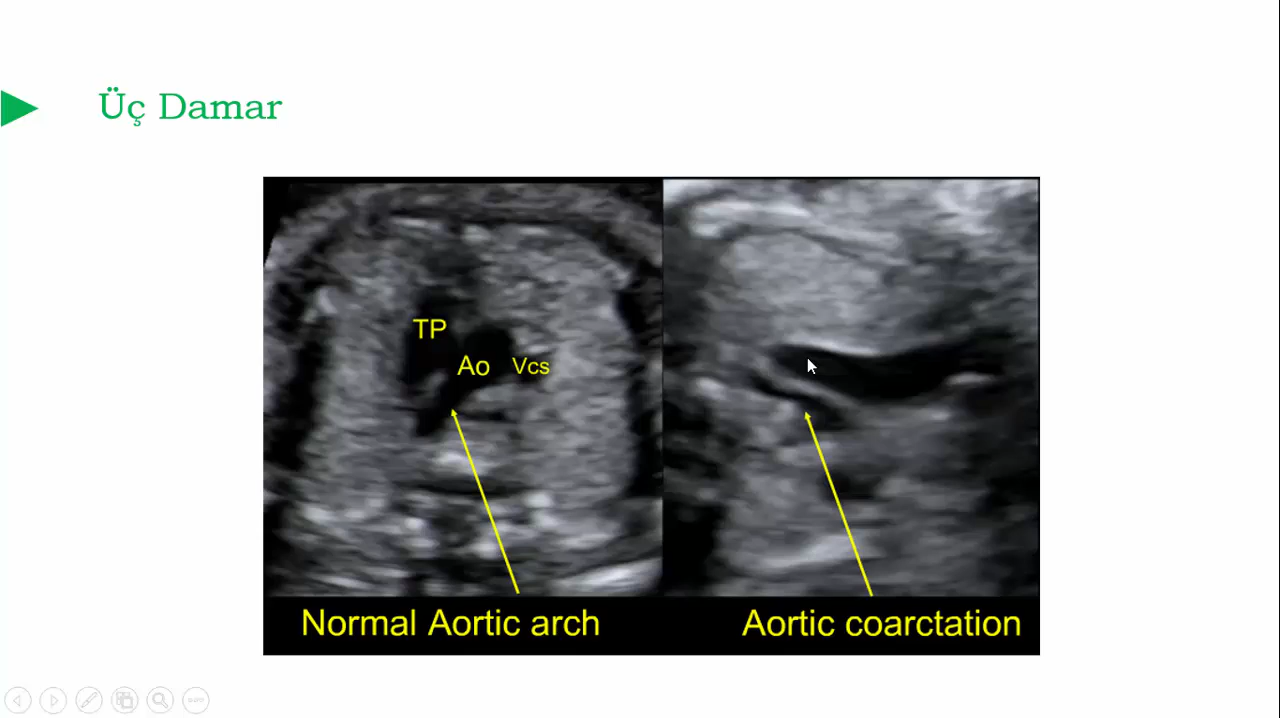 Üç Damar
TP
Ao
Vcs
Normal Aortic arch
Aortic coarctation